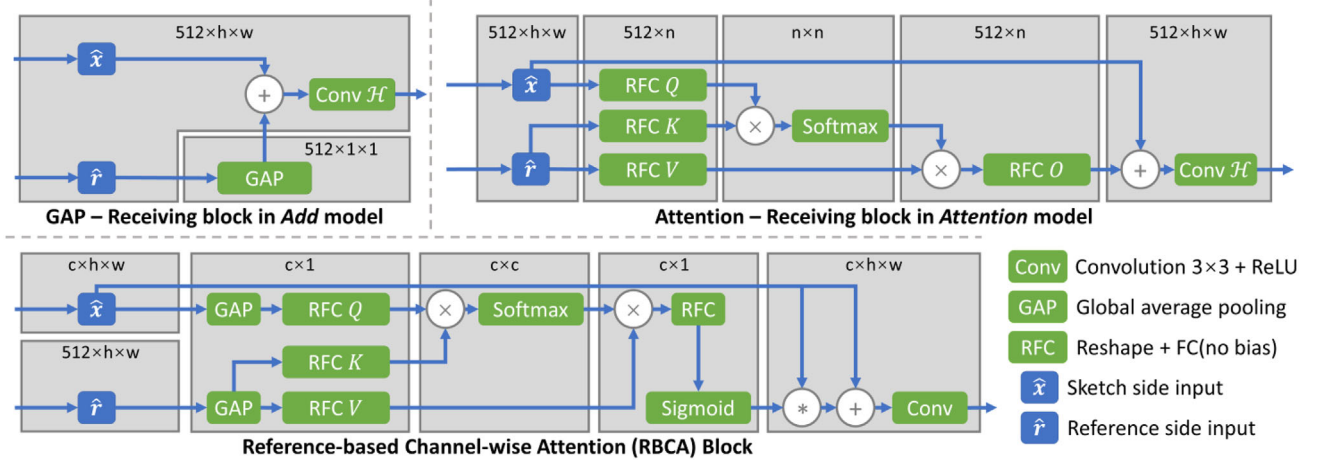 512×h×w
x̂
+
Conv ℋ
512×1×1
r̂
GAP
GAP – Receiving block in Add model
512×h×w
512×n
n×n
512×n
512×h×w
x̂
RFC Q
RFC K
×
Softmax
r̂
RFC V
×
RFC O
+
Conv ℋ
Attention – Receiving block in Attention model
c×h×w
c×1
c×c
c×1
c×h×w
x̂
GAP
RFC Q
×
Softmax
×
RFC
512×h×w
RFC K
r̂
GAP
RFC V
Sigmoid
*
+
Conv
Reference-based Channel-wise Attention (RBCA) Block
Conv Convolution 3×3 + ReLU
GAP Global average pooling
RFC Reshape + FC(no bias)
x̂ Sketch side input
r̂ Reference side input